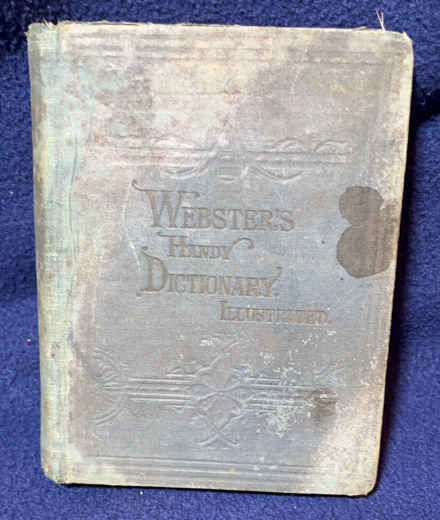 WEBSTER'S
HANDY
DICTIONARY.
ILLUSTRATED.